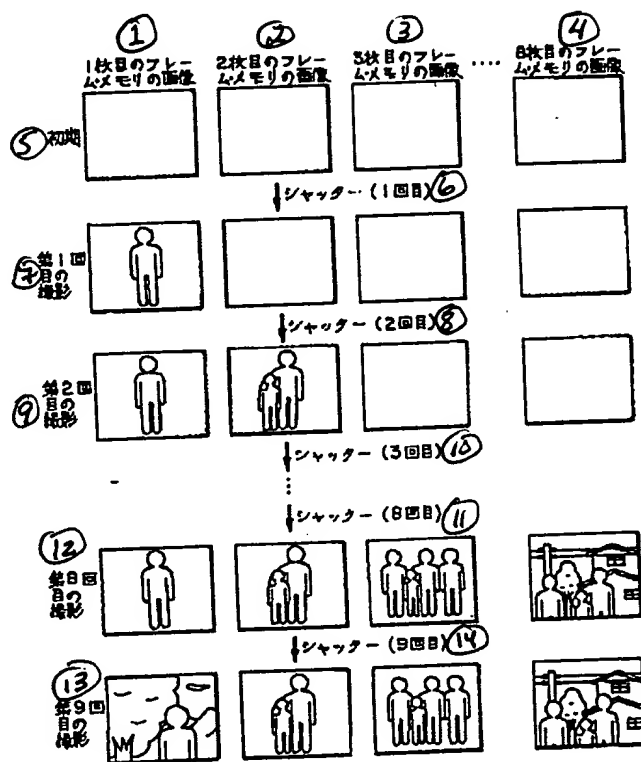 ① ② ③ ④
1枚目のフレー 2枚目のフレー 3枚目のフレー 8枚目のフレー
ム・メモリの画像 ム・メモリの画像 ム・メモリの画像 ‥‥ ム・メモリの画像
⑤ 初期
シャッター (1回目) ⑥
⑦
第1回
目の
撮影
シャッター (2回目) ⑧
⑨
第2回
目の
撮影
シャッター (3回目) ⑩
シャッター (8回目) ⑪
⑫
第8回
目の
撮影
シャッター (9回目) ⑭
⑬
第9回
目の
撮影